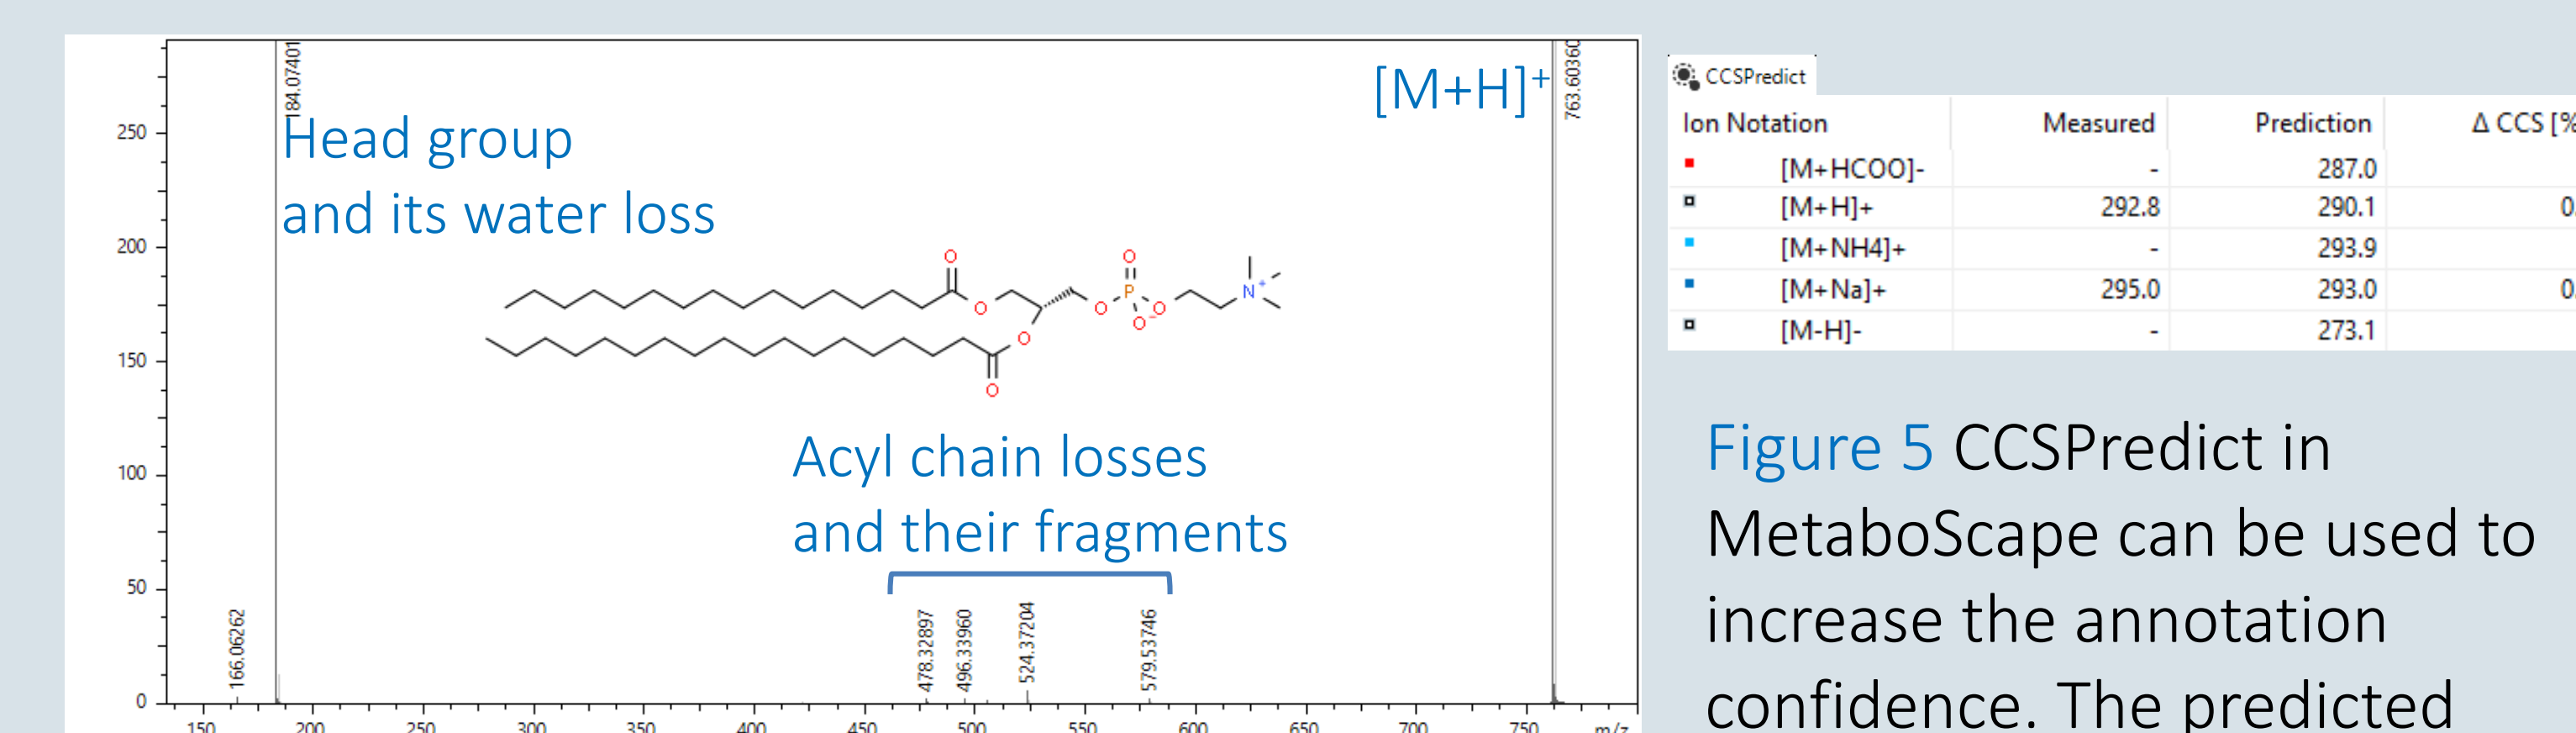 184.07401
[M+H]+
763.60360
Head group
and its water loss
250
200
150
100
50
0
O
O
O
O
O
O
P
O
O-
N+
Acyl chain losses
and their fragments
166.06262
478.32897
496.33960
524.37204
579.53746
150 200 250 300 350 400 450 500 550 600 650 700 750 m/z
CCSPredict
Ion Notation Measured Prediction Δ CCS [%
[M+HCOO]- - 287.0
[M+H]+ 292.8 290.1 0.
[M+NH4]+ - 293.9
[M+Na]+ 295.0 293.0 0.
[M-H]- - 273.1
Figure 5 CCSPredict in
MetaboScape can be used to
increase the annotation
confidence. The predicted